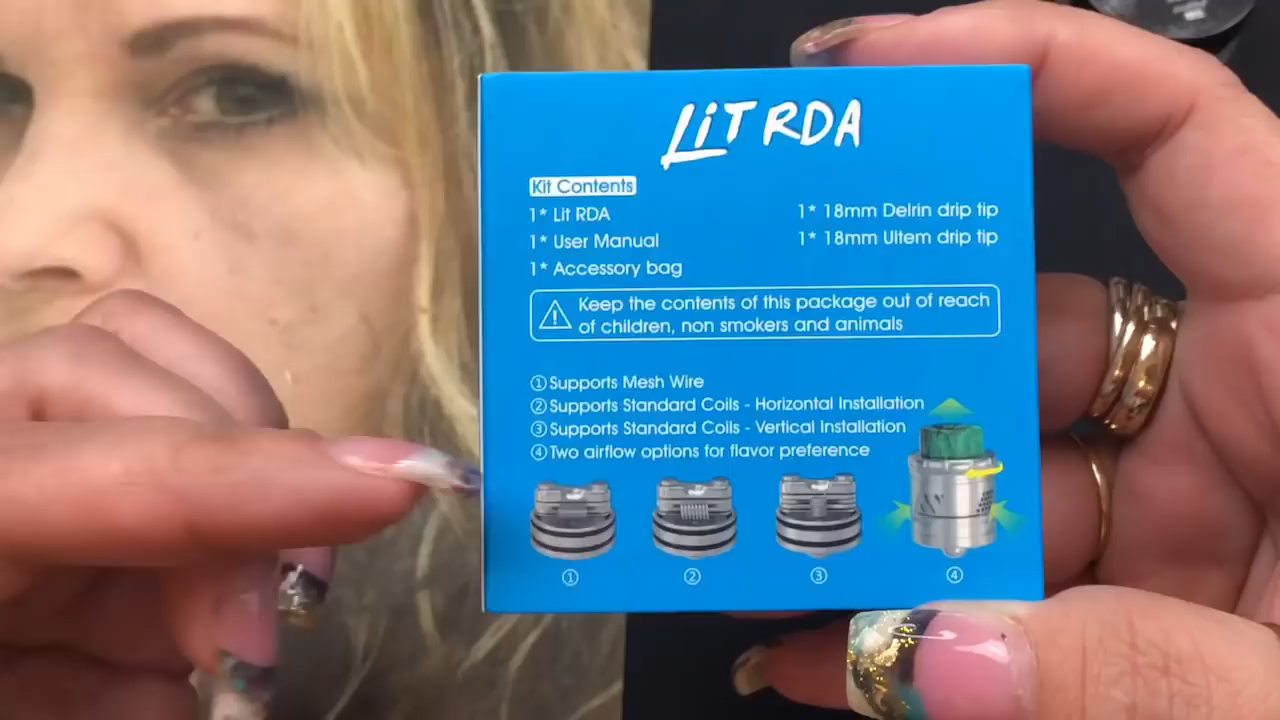 LiT RDA
Kit Contents
1* Lit RDA
1* User Manual
1* Accessory bag
1* 18mm Delrin drip tip
1* 18mm Ultem drip tip
Keep the contents of this package out of reach
of children, non smokers and animals
①Supports Mesh Wire
②Supports Standard Coils - Horizontal Installation
③Supports Standard Coils - Vertical Installation
④Two airflow options for flavor preference
①
②
③
④